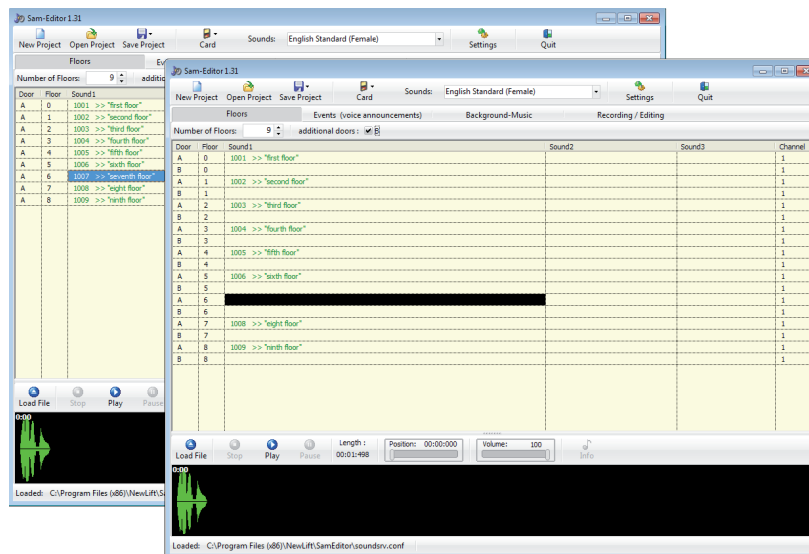 Sam-Editor 1.31
New Project Open Project Save Project Card Sounds: English Standard (Female) Settings Quit
Floors Ev
Number of Floors: 9 additic
Door Floor Sound1
A 0 1001 >> "first floor"
A 1 1002 >> "second floor"
A 2 1003 >> "third floor"
A 3 1004 >> "fourth floor"
A 4 1005 >> "fifth floor"
A 5 1006 >> "sixth floor"
A 6 1007 >> "seventh floor"
A 7 1008 >> "eight floor"
A 8 1009 >> "ninth floor"
Load File Stop Play Pause
0:00
Loaded: C:\Program Files (x86)\NewLift\Sa
Sam-Editor 1.31
New Project Open Project Save Project Card Sounds: English Standard (Female) Settings Quit
Floors Events (voice announcements) Background-Music Recording / Editing
Number of Floors: 9 additional doors : B
Door Floor Sound1 Sound2 Sound3 Channel
A 0 1001 >> "first floor" 1
B 0 1
A 1 1002 >> "second floor" 1
B 1 1
A 2 1003 >> "third floor" 1
B 2 1
A 3 1004 >> "fourth floor" 1
B 3 1
A 4 1005 >> "fifth floor" 1
B 4 1
A 5 1006 >> "sixth floor" 1
B 5 1
A 6 1
B 6 1
A 7 1008 >> "eight floor" 1
B 7 1
A 8 1009 >> "ninth floor" 1
B 8 1
Load File Stop Play Pause Length : 00:01:498 Position: 00:00:000 Volume: 100 Info
0:00
Loaded: C:\Program Files (x86)\NewLift\SamEditor\soundsrv.conf